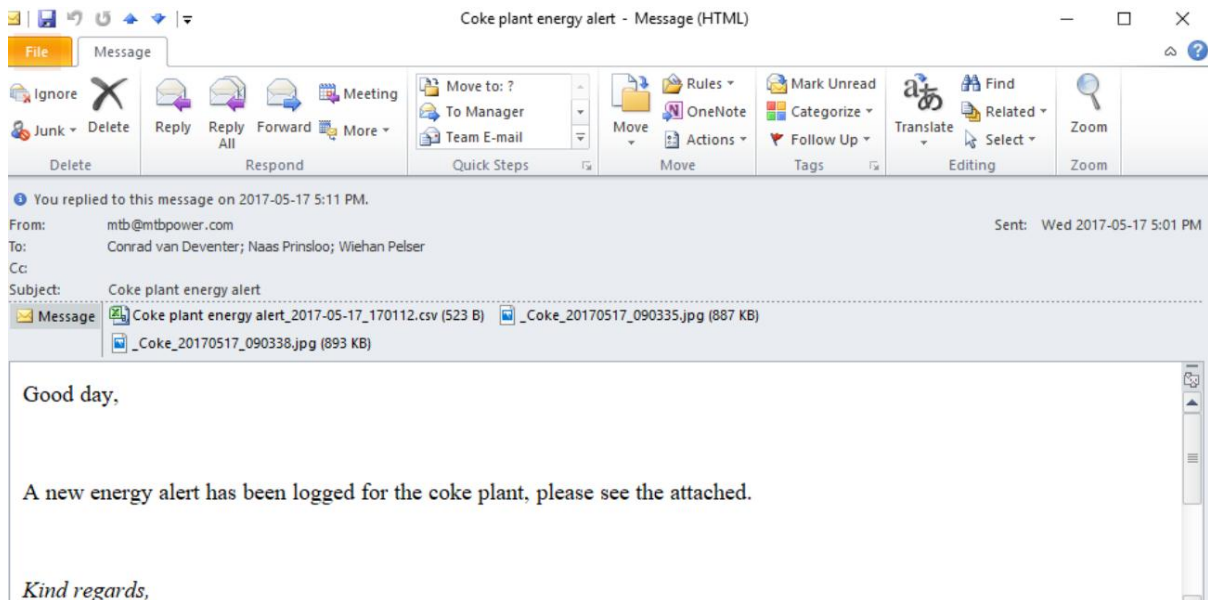 Coke plant energy alert - Message (HTML)
File Message
Ignore
Junk
Delete
Reply
Reply All
Forward
Meeting
More
Move to: ?
To Manager
Team E-mail
Move
Rules
OneNote
Actions
Mark Unread
Categorize
Follow Up
Translate
Find
Related
Select
Zoom
Delete Respond Quick Steps Move Tags Editing Zoom
You replied to this message on 2017-05-17 5:11 PM.
From: mtb@mtbpower.com Sent: Wed 2017-05-17 5:01 PM
To: Conrad van Deventer; Naas Prinsloo; Wiehan Pelser
Cc:
Subject: Coke plant energy alert
Message Coke plant energy alert_2017-05-17_170112.csv (523 B) _Coke_20170517_090335.jpg (887 KB)
_Coke_20170517_090338.jpg (893 KB)
Good day,
A new energy alert has been logged for the coke plant, please see the attached.
Kind regards,